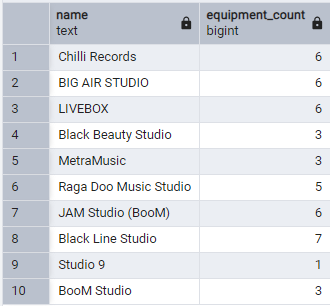 name equipment_count
text bigint
1 Chilli Records 6
2 BIG AIR STUDIO 6
3 LIVEBOX 6
4 Black Beauty Studio 3
5 MetraMusic 3
6 Raga Doo Music Studio 5
7 JAM Studio (BooM) 6
8 Black Line Studio 7
9 Studio 9 1
10 BooM Studio 3